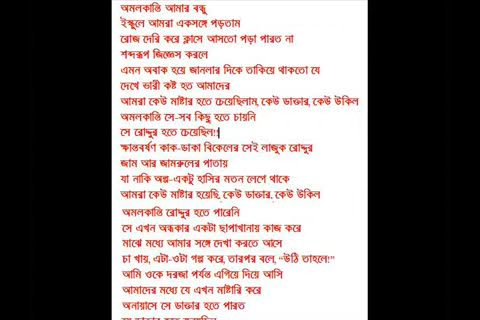 অমলকান্তি আমার বন্ধু
ইস্কুলে আমরা একসঙ্গে পড়তাম
রোজ দেরি করে ক্লাসে আসতো পড়া পারত না
শব্দরূপ জিজ্ঞেস করলে
এমন অবাক হয়ে জানলার দিকে তাকিয়ে থাকতো যে
দেখে ভারী কষ্ট হত আমাদের
আমরা কেউ মাষ্টার হতে চেয়েছিলাম, কেউ ডাক্তার, কেউ উকিল
অমলকান্তি সে-সব কিছু হতে চায়নি
সে রোদ্দুর হতে চেয়েছিল!!
ক্ষান্তবর্ষণ কাক-ডাকা বিকেলের সেই লাজুক রোদ্দুর
জাম আর জামরুলের পাতায়
যা নাকি অল্প-একটু হাসির মতন লেগে থাকে
আমরা কেউ মাষ্টার হয়েছি, কেউ ডাক্তার, কেউ উকিল
অমলকান্তি রোদ্দুর হতে পারেনি
সে এখন অন্ধকার একটা ছাপাখানায় কাজ করে
মাঝে মধ্যে আমার সঙ্গে দেখা করতে আসে
চা খায়, এটা-ওটা গল্প করে, তারপর বলে, "উঠি তাহলে!"
আমি ওকে দরজা পর্যন্ত এগিয়ে দিয়ে আসি
আমাদের মধ্যে যে এখন মাষ্টারি করে
অনায়াসে সে ডাক্তার হতে পারত